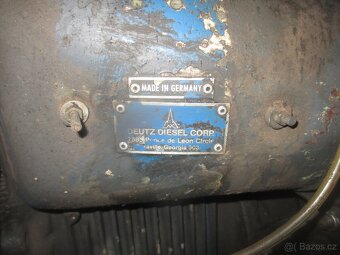 MADE IN GERMANY
DEUTZ DIESEL CORP
de Leon Circle
Georgia
Bazos.cz